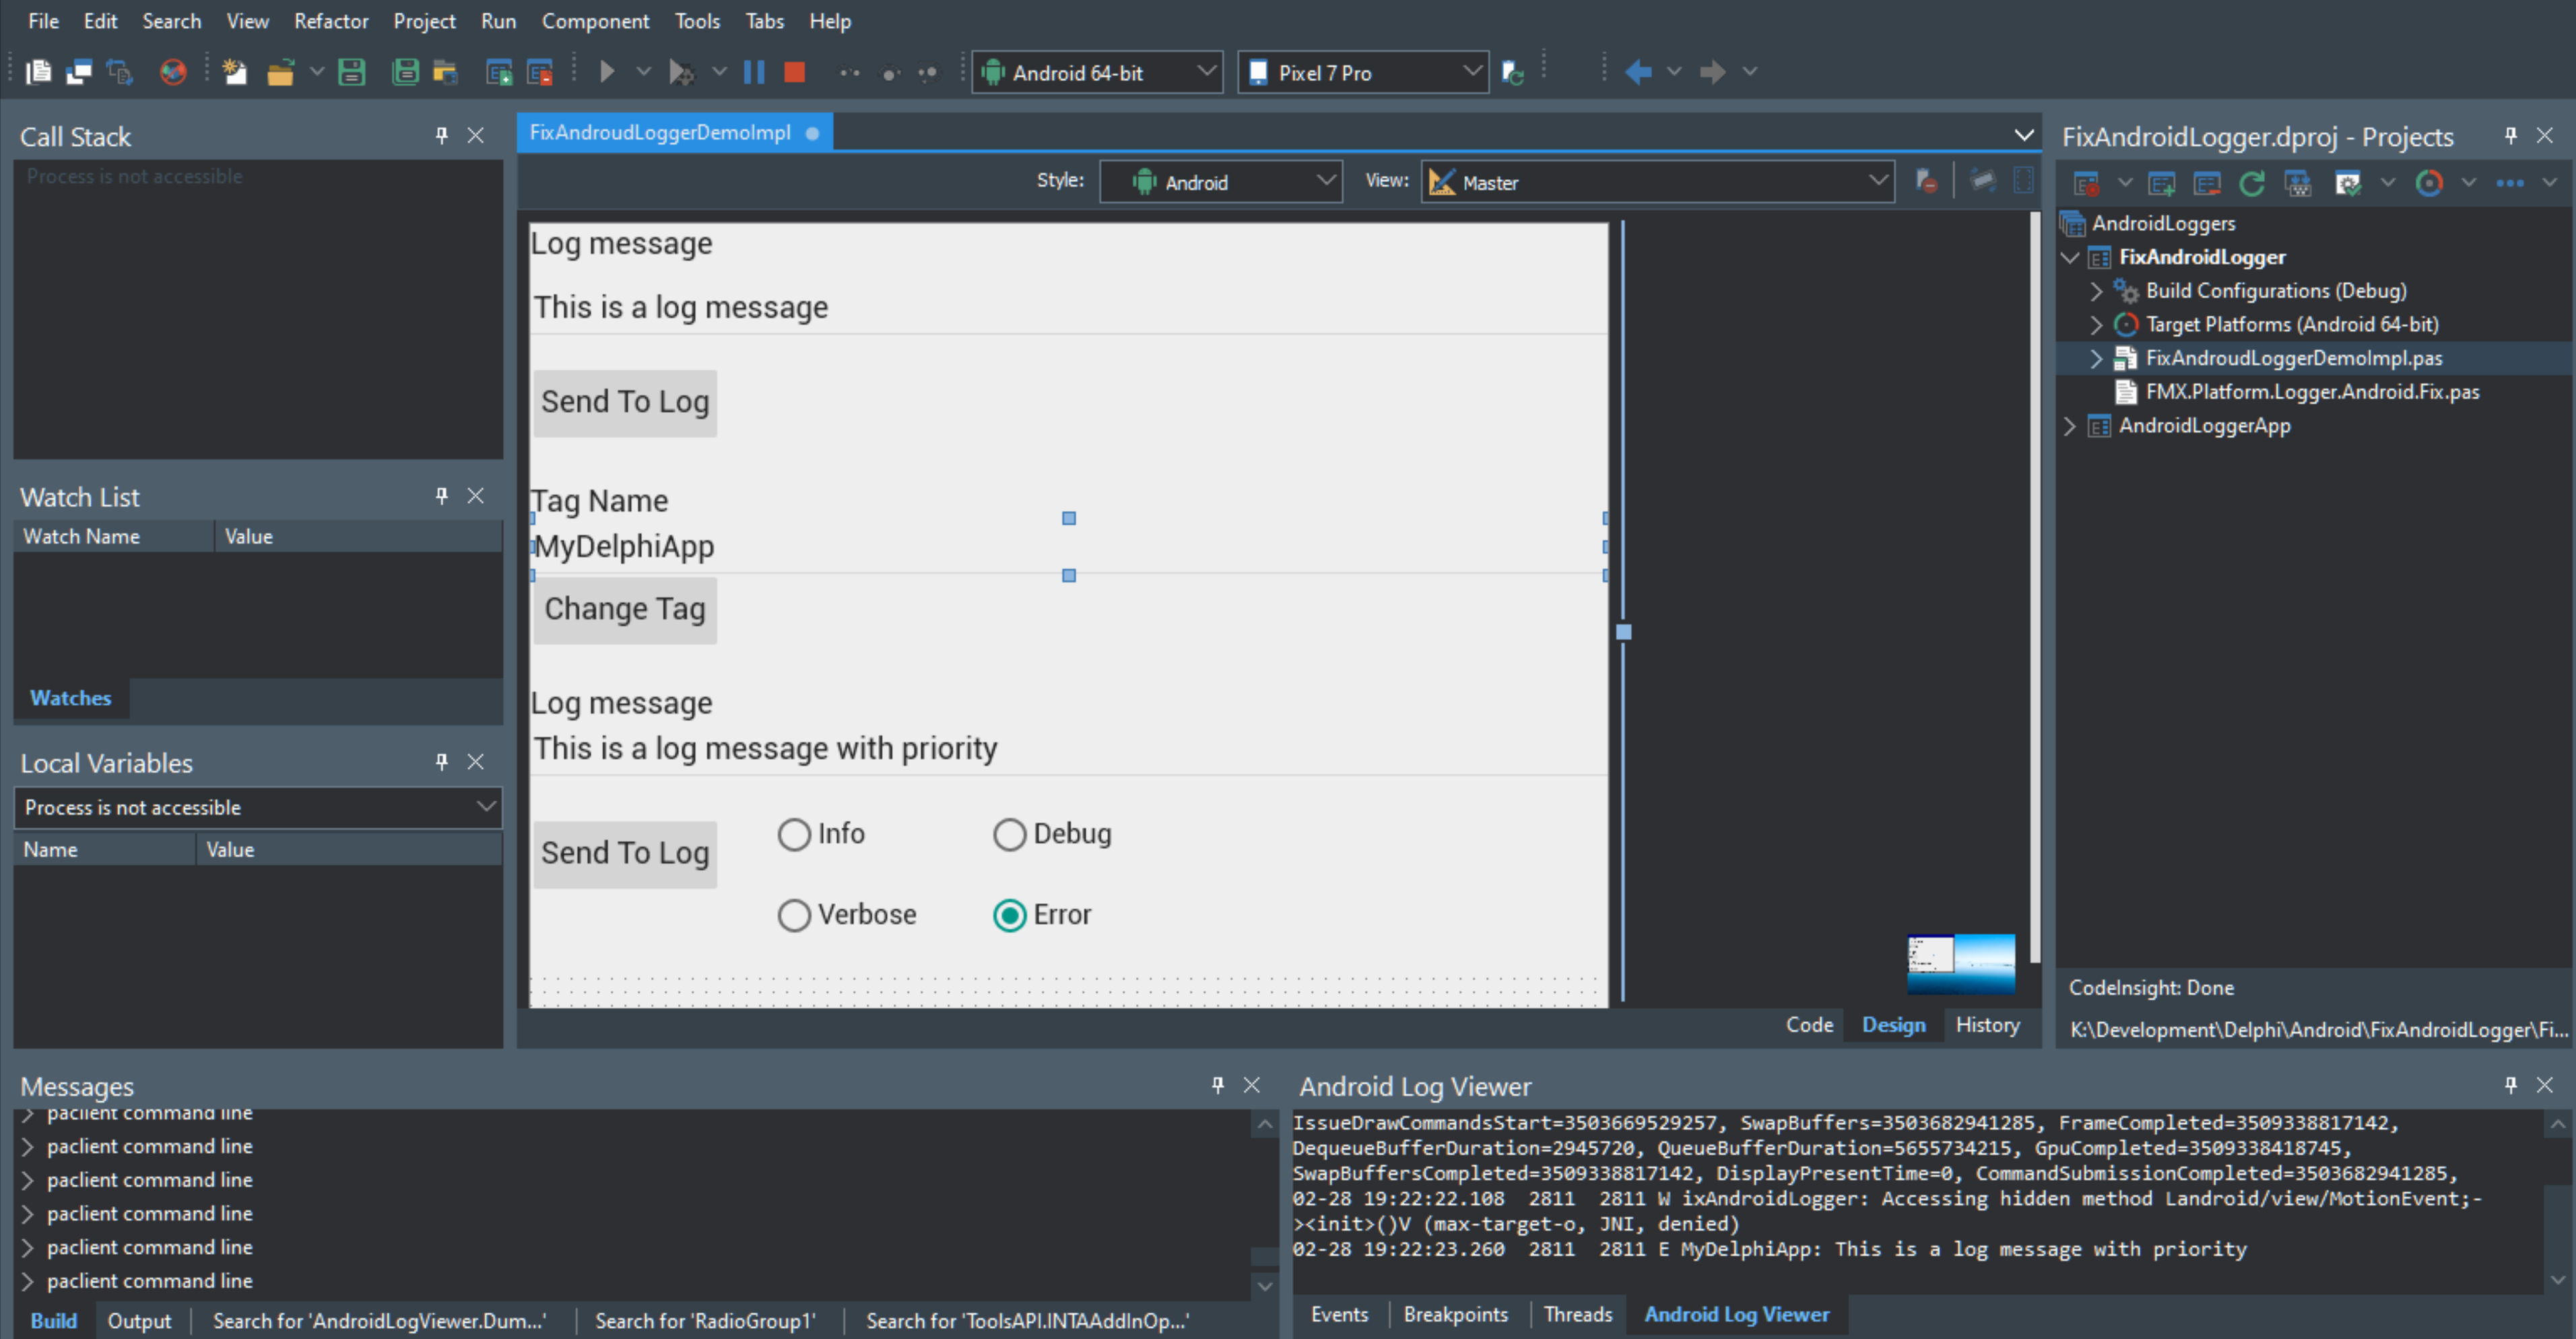 File Edit Search View Refactor Project Run Component Tools Tabs Help
Android 64-bit Pixel 7 Pro
Call Stack
Process is not accessible
Watch List
Watch Name Value
Watches
Local Variables
Process is not accessible
Name Value
FixAndroudLoggerDemoImpl
Style: Android View: Master
Log message
This is a log message
Send To Log
Tag Name
MyDelphiApp
Change Tag
Log message
This is a log message with priority
Send To Log
Info Debug
Verbose Error
Code Design History
FixAndroidLogger.dproj - Projects
AndroidLoggers
FixAndroidLogger
Build Configurations (Debug)
Target Platforms (Android 64-bit)
FixAndroudLoggerDemoImpl.pas
FMX.Platform.Logger.Android.Fix.pas
AndroidLoggerApp
CodeInsight: Done
K:\Development\Delphi\Android\FixAndroidLogger\Fi...
Messages
paclient command line
paclient command line
paclient command line
paclient command line
paclient command line
paclient command line
Build Output Search for 'AndroidLogViewer.Dum...' Search for 'RadioGroup1' Search for 'ToolsAPI.INTAAddInOp...'
Android Log Viewer
IssueDrawCommandsStart=3503669529257, SwapBuffers=3503682941285, FrameCompleted=3509338817142,
DequeueBufferDuration=2945720, QueueBufferDuration=5655734215, GpuCompleted=3509338418745,
SwapBuffersCompleted=3509338817142, DisplayPresentTime=0, CommandSubmissionCompleted=3503682941285,
02-28 19:22:22.108 2811 2811 W ixAndroidLogger: Accessing hidden method Landroid/view/MotionEvent;-
><init>()V (max-target-o, JNI, denied)
02-28 19:22:23.260 2811 2811 E MyDelphiApp: This is a log message with priority
Events Breakpoints Threads Android Log Viewer